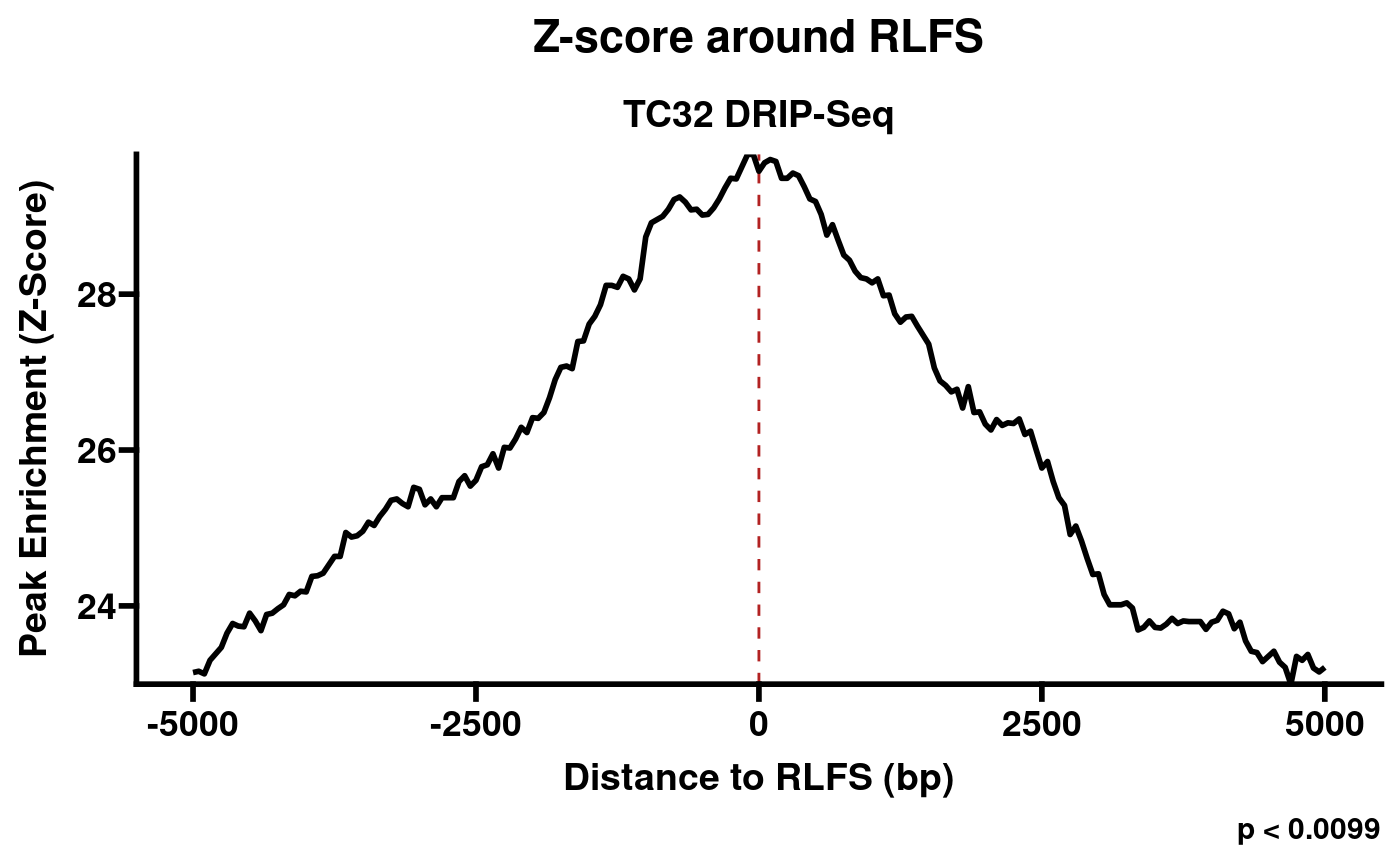 Z-score around RLFS
TC32 DRIP-Seq
Peak Enrichment (Z-Score)
28
26
24
-5000 -2500 0 2500 5000
Distance to RLFS (bp)
p < 0.0099